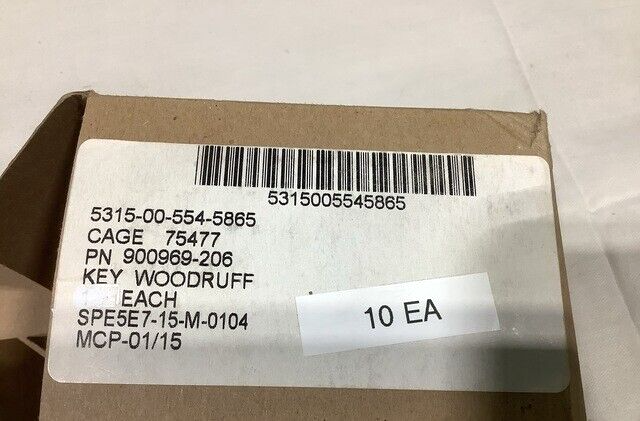 5315005545865
5315-00-554-5865
CAGE 75477
PN 900969-206
KEY WOODRUFF
EACH
SPE5E7-15-M-0104
MCP-01/15
10 EA